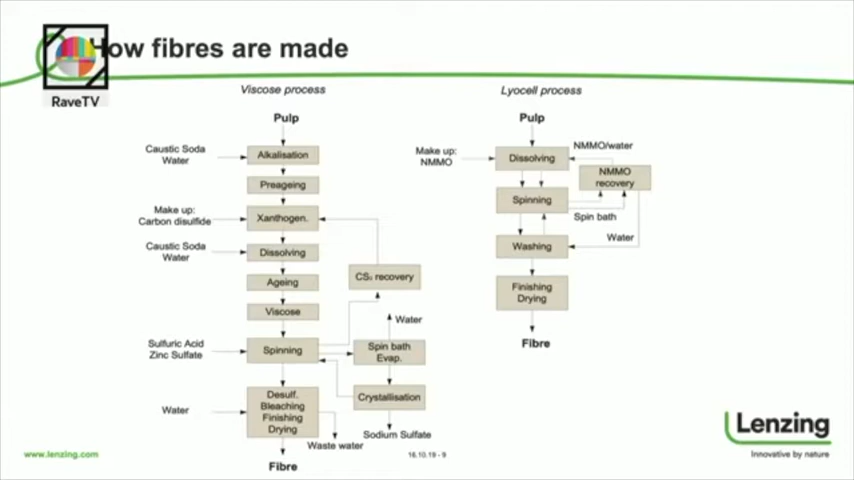 How fibres are made
RaveTV
Viscose process
Pulp
Caustic Soda
Water
Alkalisation
Preageing
Make up:
Carbon disulfide
Xanthogen.
Caustic Soda
Water
Dissolving
Ageing
CS₂ recovery
Viscose
Water
Sulfuric Acid
Zinc Sulfate
Spinning
Spin bath
Evap.
Crystallisation
Water
Desulf.
Bleaching
Finishing
Drying
Sodium Sulfate
Waste water
Fibre
Lyocell process
Pulp
Make up:
NMMO
Dissolving
NMMO/water
NMMO
recovery
Spinning
Spin bath
Water
Washing
Finishing
Drying
Fibre
Lenzing
Innovative by nature
www.lenzing.com
16.10.19 - 9